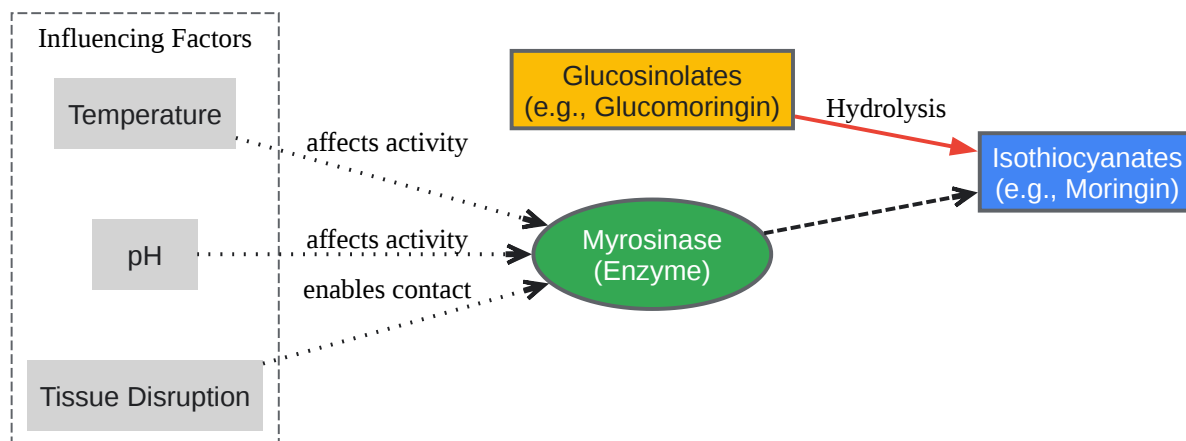 Influencing Factors
Temperature
pH
Tissue Disruption
affects activity
affects activity
enables contact
Glucosinolates
(e.g., Glucomoringin)
Myrosinase
(Enzyme)
Hydrolysis
Isothiocyanates
(e.g., Moringin)